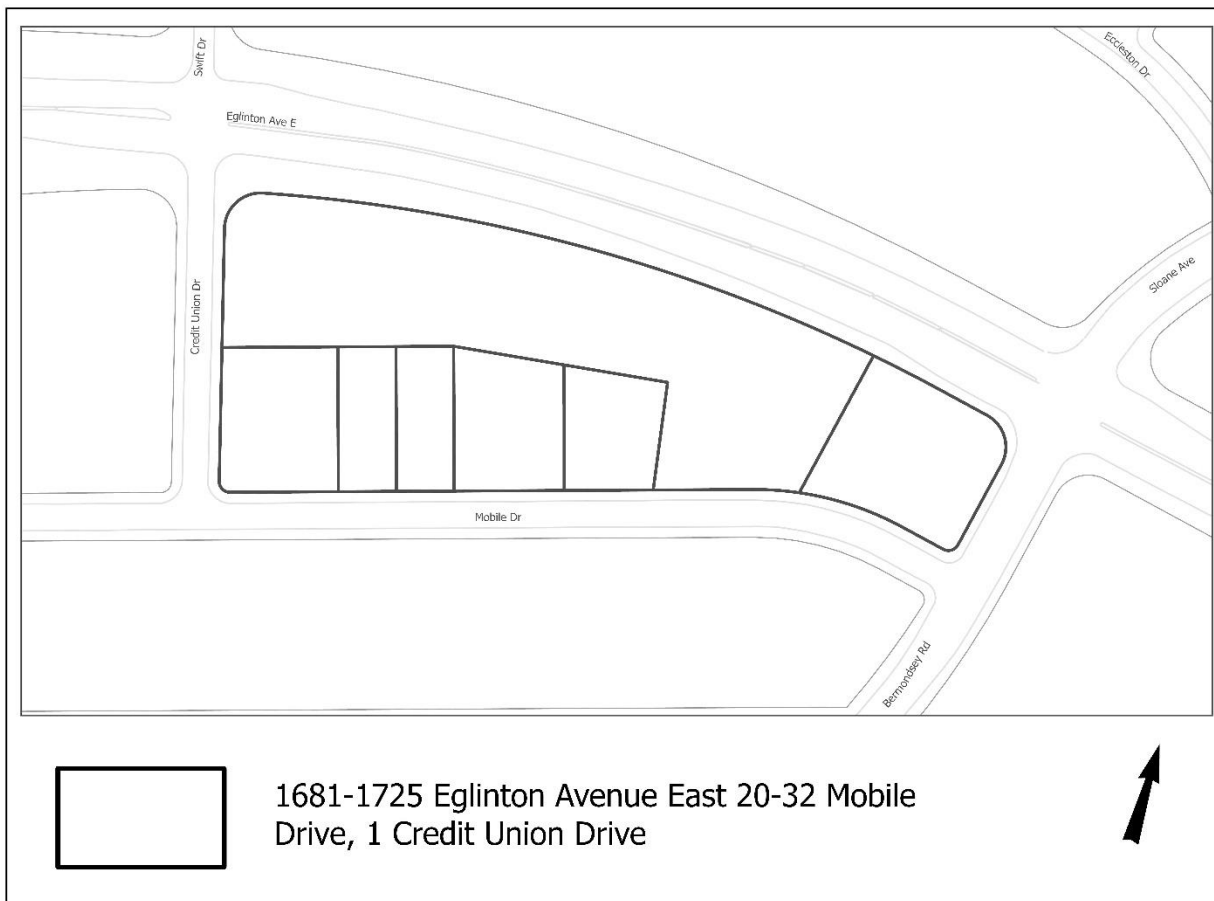 Swift Dr
Eccleston Dr
Eglinton Ave E
Sloane Ave
Credit Union Dr
Mobile Dr
Bermondsey Rd
1681-1725 Eglinton Avenue East 20-32 Mobile
Drive, 1 Credit Union Drive